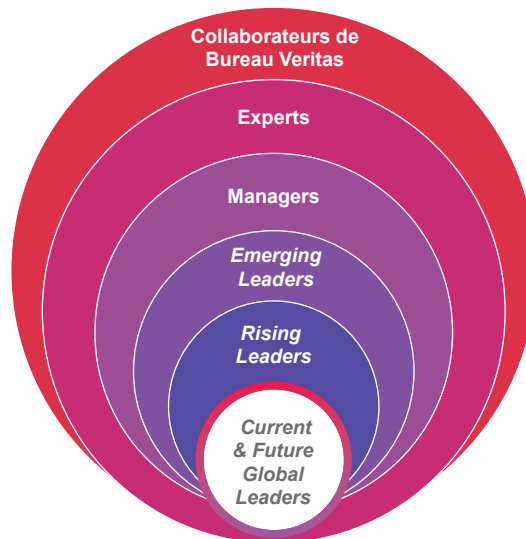 Collaborateurs de
Bureau Veritas
Experts
Managers
Emerging
Leaders
Rising
Leaders
Current
& Future
Global
Leaders